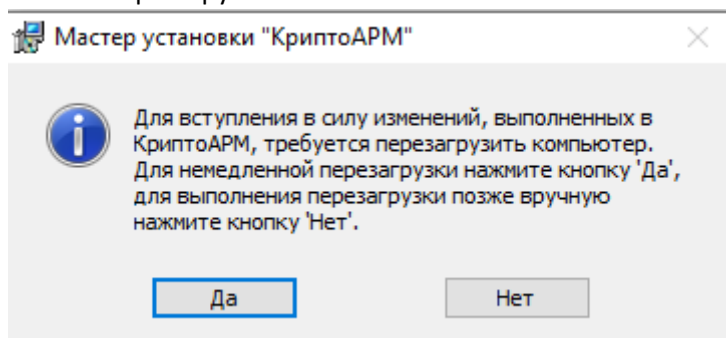 Мастер установки "КриптоАРМ"
Для вступления в силу изменений, выполненных в
КриптоАРМ, требуется перезагрузить компьютер.
Для немедленной перезагрузки нажмите кнопку 'Да',
для выполнения перезагрузки позже вручную
нажмите кнопку 'Нет'.
Да
Нет